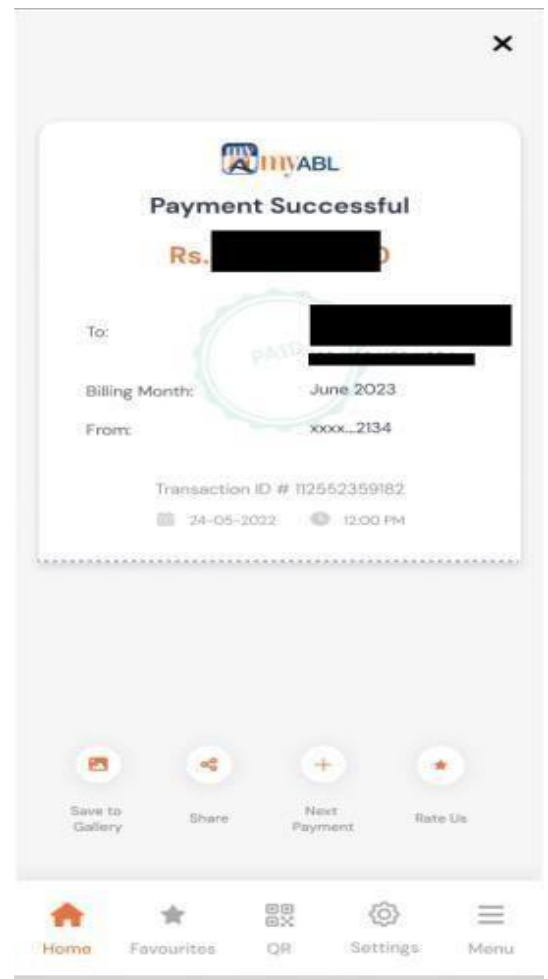 myABL
Payment Successful
Rs.
To:
PAID
Billing Month: June 2023
From: xxxx...2134
Transaction ID # 112552359182
24-05-2022 12:00 PM
Save to Gallery
Share
Next Payment
Rate Us
Home Favourites QR Settings Menu